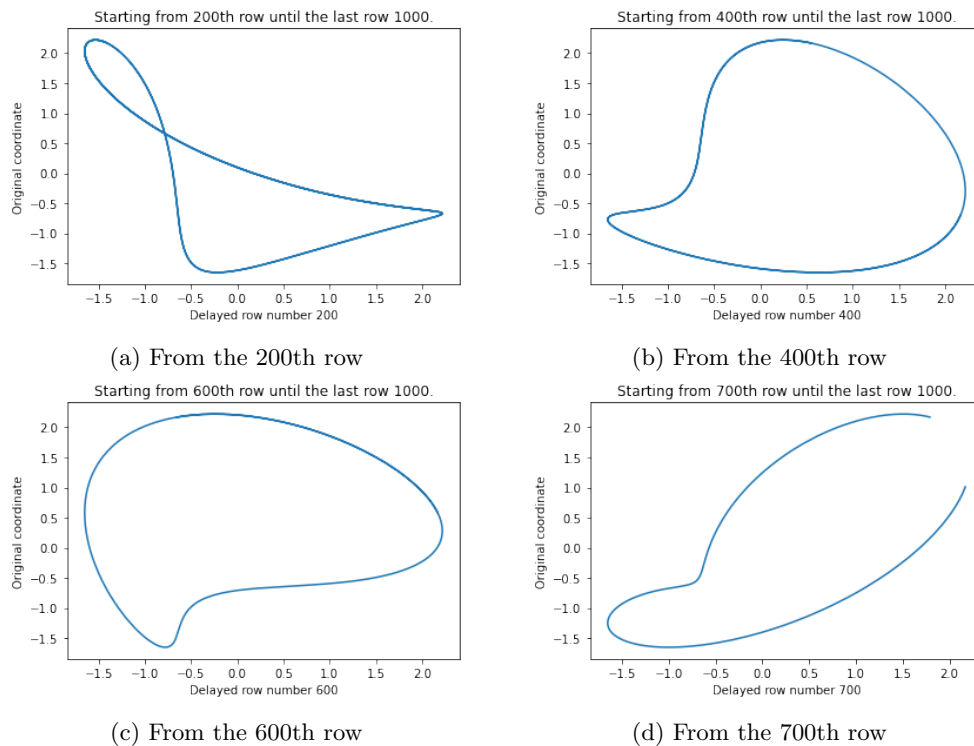 Starting from 200th row until the last row 1000.
Original coordinate
2.0
1.5
1.0
0.5
0.0
−0.5
−1.0
−1.5
−1.5 −1.0 −0.5 0.0 0.5 1.0 1.5 2.0
Delayed row number 200
(a) From the 200th row
Starting from 400th row until the last row 1000.
Original coordinate
2.0
1.5
1.0
0.5
0.0
−0.5
−1.0
−1.5
−1.5 −1.0 −0.5 0.0 0.5 1.0 1.5 2.0
Delayed row number 400
(b) From the 400th row
Starting from 600th row until the last row 1000.
Original coordinate
2.0
1.5
1.0
0.5
0.0
−0.5
−1.0
−1.5
−1.5 −1.0 −0.5 0.0 0.5 1.0 1.5 2.0
Delayed row number 600
(c) From the 600th row
Starting from 700th row until the last row 1000.
Original coordinate
2.0
1.5
1.0
0.5
0.0
−0.5
−1.0
−1.5
−1.5 −1.0 −0.5 0.0 0.5 1.0 1.5 2.0
Delayed row number 700
(d) From the 700th row